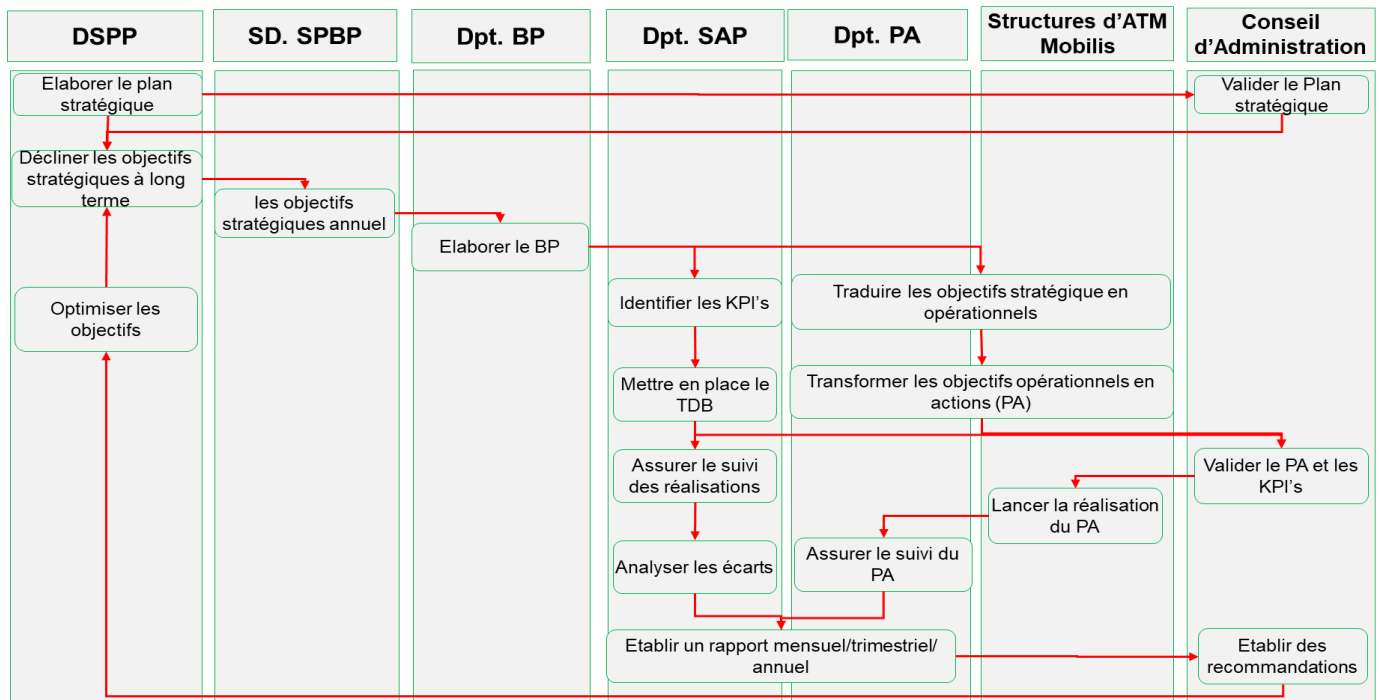 DSPP
SD. SPBP
Dpt. BP
Dpt. SAP
Dpt. PA
Structures d'ATM
Mobilis
Conseil
d'Administration
Elaborer le plan
stratégique
Valider le Plan
stratégique
Décliner les objectifs
stratégiques à long
terme
les objectifs
stratégiques annuel
Elaborer le BP
Optimiser les
objectifs
Identifier les KPI's
Traduire les objectifs stratégique en
opérationnels
Mettre en place le
TDB
Transformer les objectifs opérationnels en
actions (PA)
Assurer le suivi
des réalisations
Valider le PA et les
KPI's
Lancer la réalisation
du PA
Analyser les écarts
Assurer le suivi du
PA
Etablir un rapport mensuel/trimestriel/
annuel
Etablir des
recommandations